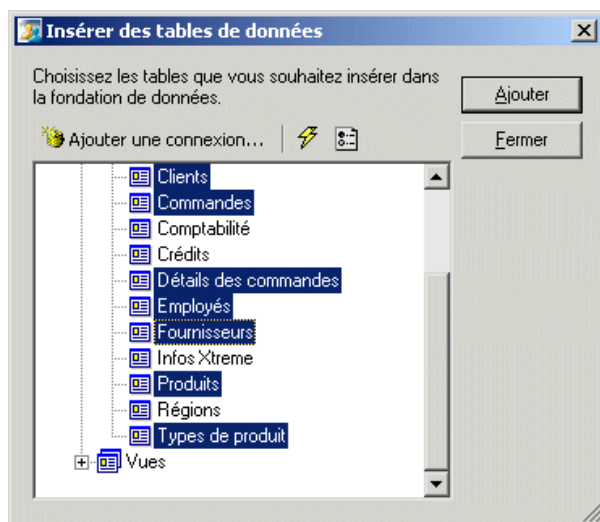 Insérer des tables de données
Choisissez les tables que vous souhaitez insérer dans
la fondation de données.
Ajouter
Ajouter une connexion...
Fermer
Clients
Commandes
Comptabilité
Crédits
Détails des commandes
Employés
Fournisseurs
Infos Xtreme
Produits
Régions
Types de produit
Vues